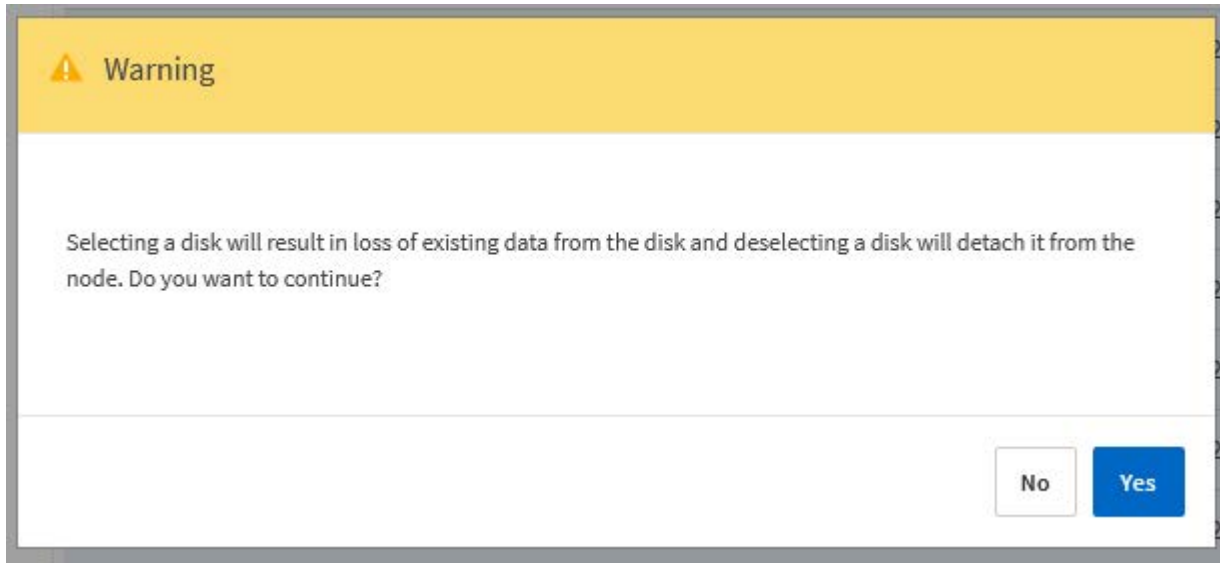 Warning
Selecting a disk will result in loss of existing data from the disk and deselecting a disk will detach it from the
node. Do you want to continue?
No
Yes